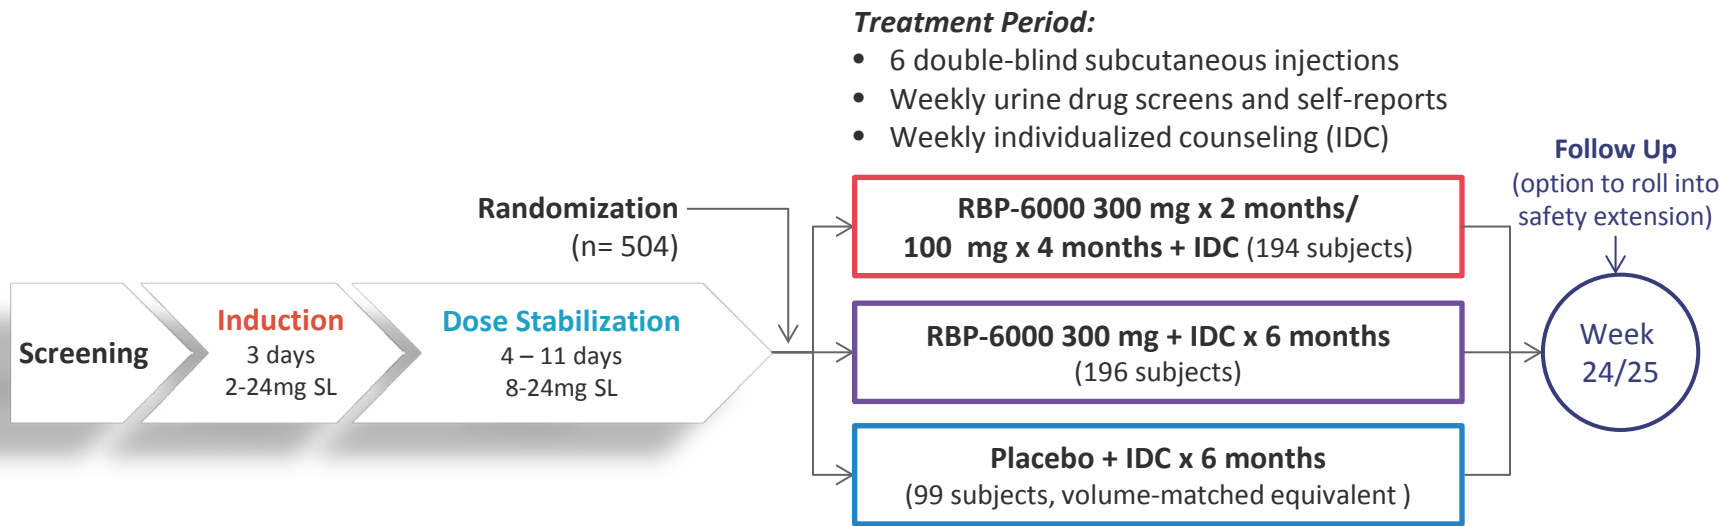 Treatment Period:
• 6 double-blind subcutaneous injections
• Weekly urine drug screens and self-reports
• Weekly individualized counseling (IDC)
Screening
Induction
3 days
2-24mg SL
Dose Stabilization
4 – 11 days
8-24mg SL
Randomization
(n= 504)
RBP-6000 300 mg x 2 months/
100 mg x 4 months + IDC (194 subjects)
RBP-6000 300 mg + IDC x 6 months
(196 subjects)
Placebo + IDC x 6 months
(99 subjects, volume-matched equivalent )
Follow Up
(option to roll into
safety extension)
Week
24/25